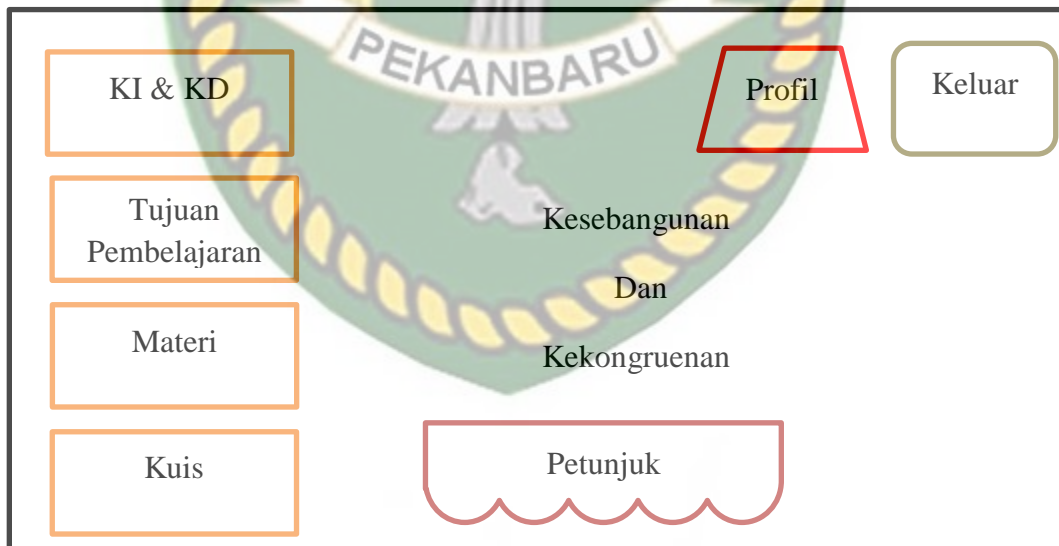 PEKANBARU
KI & KD
Profil
Keluar
Tujuan
Pembelajaran
Kesebangunan
Dan
Materi
Kekongruenan
Kuis
Petunjuk